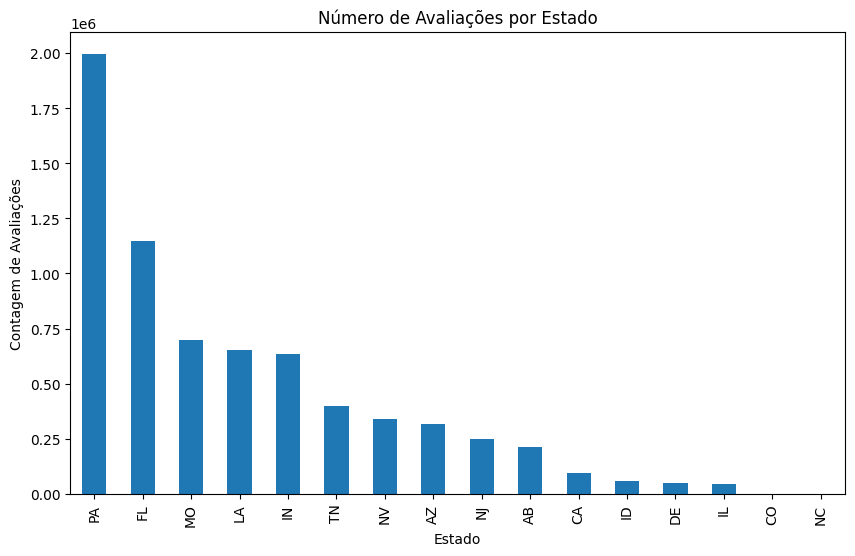 Número de Avaliações por Estado
1e6
2.00
1.75
1.50
1.25
1.00
0.75
0.50
0.25
0.00
Contagem de Avaliações
PA FL MO LA IN TN NV AZ NJ AB CA ID DE IL CO NC
Estado